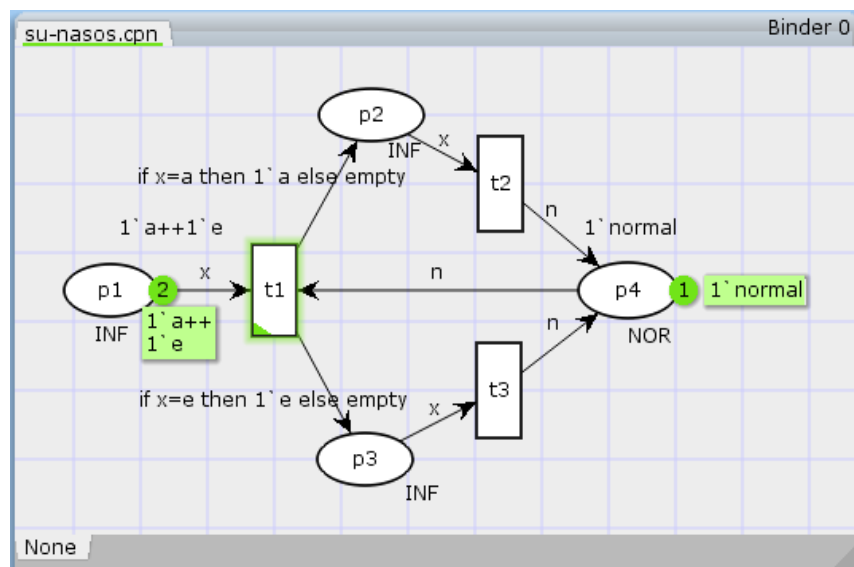 su-nasos.cpn
Binder 0
p2
INF
x
if x=a then 1`a else empty
t2
n
1`a++1`e
1`normal
p1
2
x
t1
n
p4
1
1`normal
INF
1`a++
1`e
n
NOR
if x=e then 1`e else empty
x
t3
p3
INF
None